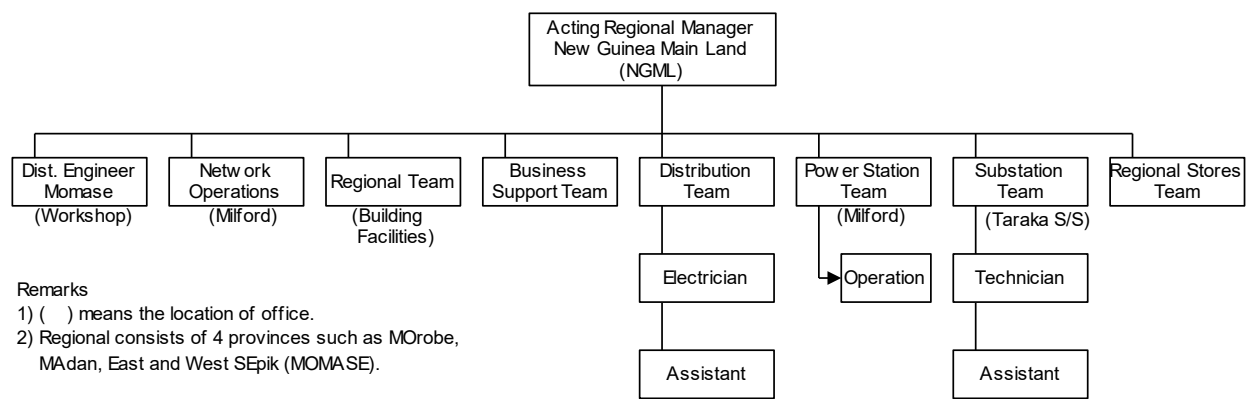 Acting Regional Manager
New Guinea Main Land
(NGML)
Dist. Engineer
Momase
(Workshop)
Network
Operations
(Milford)
Regional Team
(Building
Facilities)
Business
Support Team
Distribution
Team
Power Station
Team
(Milford)
Substation
Team
(Taraka S/S)
Regional Stores
Team
Electrician
Operation
Technician
Assistant
Assistant
Remarks
1) (    ) means the location of office.
2) Regional consists of 4 provinces such as MOrobe,
MAdan, East and West SEpik (MOMASE).